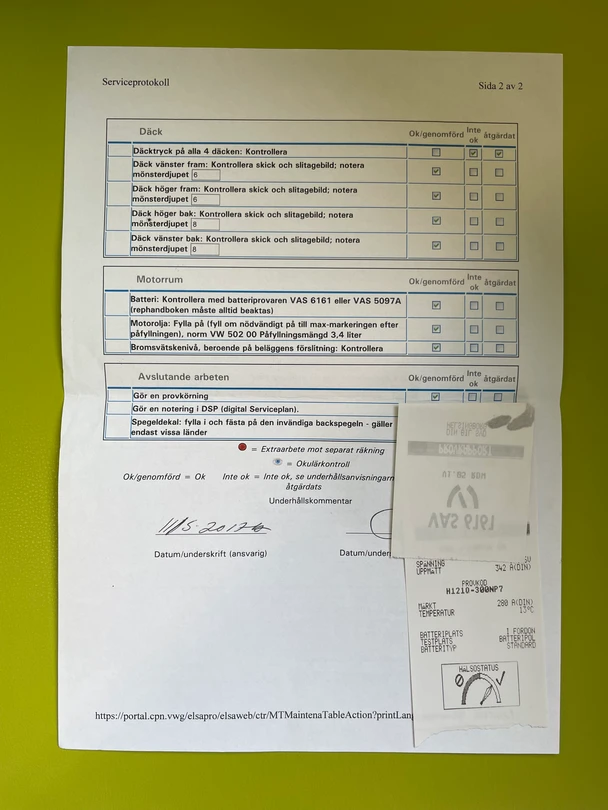 Serviceprotokoll
Sida 2 av 2
Däck
Ok/genomförd Inte ok åtgärdat
Däcktryck på alla 4 däcken: Kontrollera
Däck vänster fram: Kontrollera skick och slitagebild; notera
mönsterdjupet 6
Däck höger fram: Kontrollera skick och slitagebild; notera
mönsterdjupet 6
Däck höger bak: Kontrollera skick och slitagebild; notera
mönsterdjupet 8
Däck vänster bak: Kontrollera skick och slitagebild; notera
mönsterdjupet 8
Motorrum
Ok/genomförd Inte ok åtgärdat
Batteri: Kontrollera med batteriprovaren VAS 6161 eller VAS 5097A
(rephandboken måste alltid beaktas)
Motorolja: Fylla på (fyll om nödvändigt på till max-markeringen efter
påfyllningen), norm VW 502 00 Påfyllningsmängd 3,4 liter
Bromsvätskenivå, beroende på beläggens förslitning: Kontrollera
Avslutande arbeten
Ok/genomförd Inte ok åtgärdat
Gör en provkörning
Gör en notering i DSP (digital Serviceplan).
Spegeldekal: fylla i och fästa på den invändiga backspegeln - gäller
endast vissa länder
= Extraarbete mot separat räkning
= Okulärkontroll
Ok/genomförd = Ok Inte ok = Inte ok, se underhållsanvisningarn
åtgärdats
Underhållskommentar
Datum/underskrift (ansvarig)
Datum/under
https://portal.cpn.vwg/elsapro/elsaweb/ctr/MTMaintenaTableAction?printLan
VAS 6161
SPÄNNING
UPPMÄTT 342 A(DIN)
PROVKOD
H1210-300NP7
MÄRKT 280 A(DIN)
TEMPERATUR 13°C
BATTERIPLATS I FORDON
TESTPLATS BATTERIPOL
BATTERITYP STANDARD
HÄLSOSTATUS